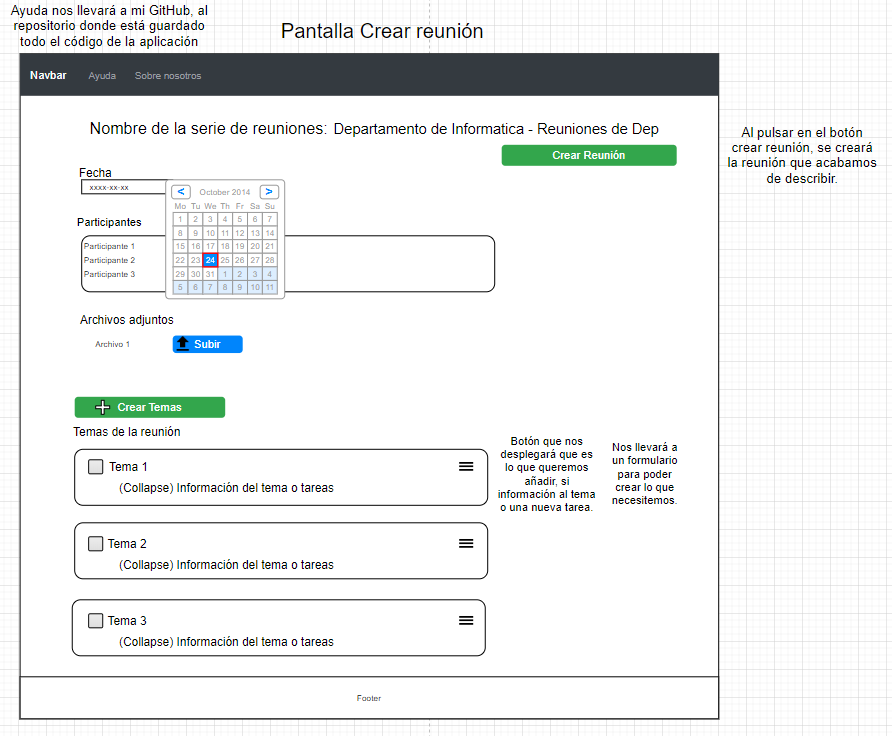 Ayuda nos llevará a mi GitHub, al
repositorio donde está guardado
todo el código de la aplicación
Pantalla Crear reunión
Navbar Ayuda Sobre nosotros
Nombre de la serie de reuniones: Departamento de Informatica - Reuniones de Dep
Crear Reunión
Al pulsar en el botón
crear reunión, se creará
la reunión que acabamos
de describir.
Fecha
xxxx-xx-xx
< October 2014 >
Mo Tu We Th Fr Sa Su
1 2 3 4 5 6 7
8 9 10 11 12 13 14
15 16 17 18 19 20 21
22 23 24 25 26 27 28
29 30 31 1 2 3 4
5 6 7 8 9 10 11
Participantes
Participante 1
Participante 2
Participante 3
Archivos adjuntos
Archivo 1 Subir
Crear Temas
Temas de la reunión
Tema 1
(Collapse) Información del tema o tareas
Botón que nos
desplegará que es
lo que queremos
añadir, si
información al tema
o una nueva tarea.
Nos llevará a
un formulario
para poder
crear lo que
necesitemos.
Tema 2
(Collapse) Información del tema o tareas
Tema 3
(Collapse) Información del tema o tareas
Footer